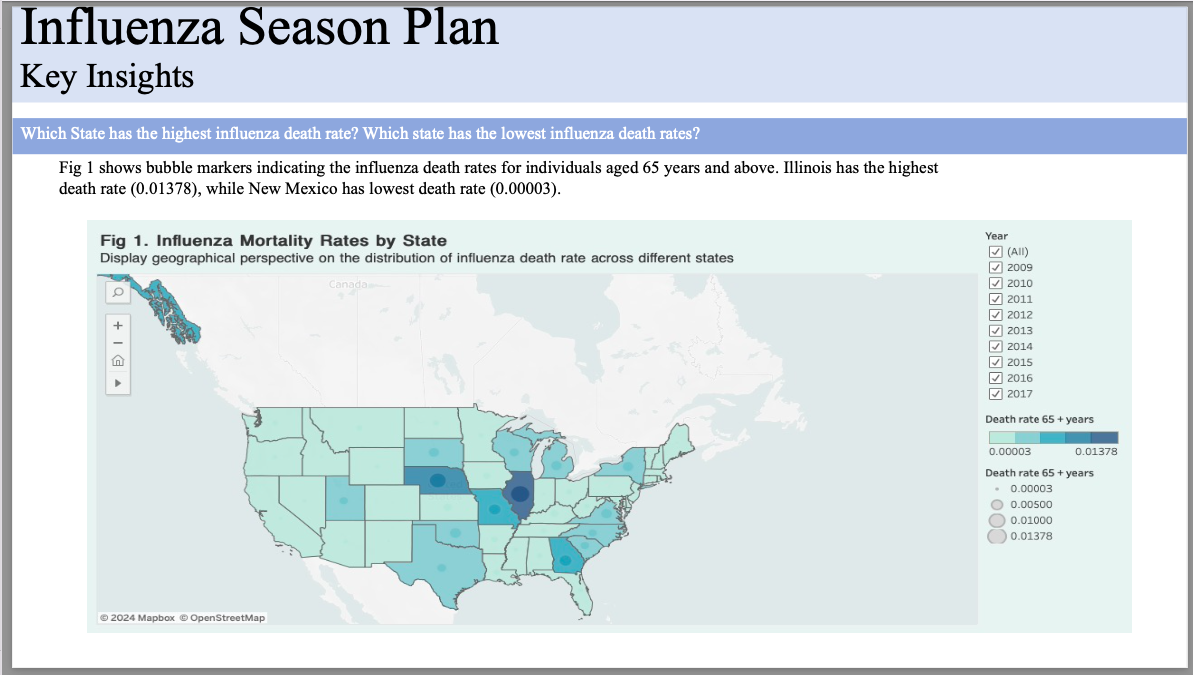 Influenza Season Plan
Key Insights
Which State has the highest influenza death rate? Which state has the lowest influenza death rates?
Fig 1 shows bubble markers indicating the influenza death rates for individuals aged 65 years and above. Illinois has the highest
death rate (0.01378), while New Mexico has lowest death rate (0.00003).
Fig 1. Influenza Mortality Rates by State
Display geographical perspective on the distribution of influenza death rate across different states
Canada
© 2024 Mapbox © OpenStreetMap
Year
(All)
2009
2010
2011
2012
2013
2014
2015
2016
2017
Death rate 65 + years
0.00003 0.01378
Death rate 65 + years
0.00003
0.00500
0.01000
0.01378